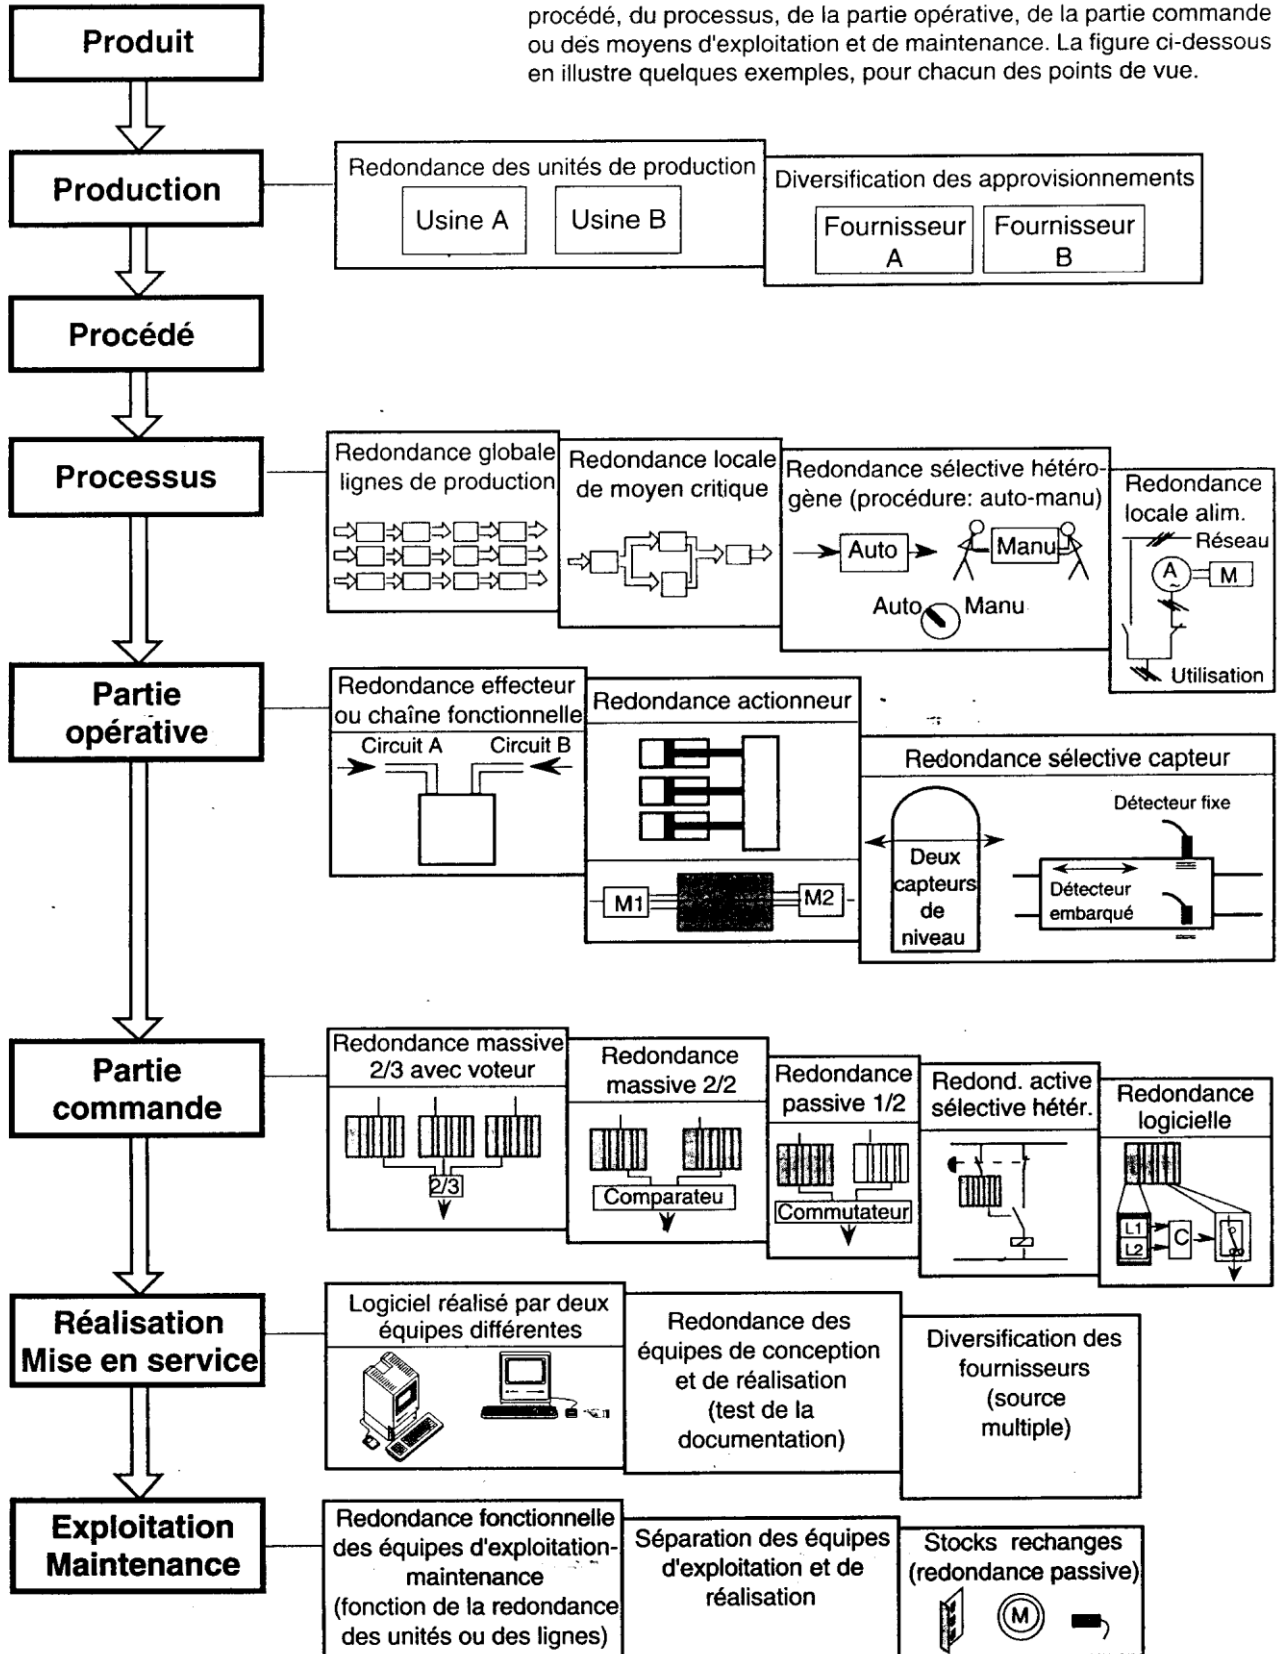 procédé, du processus, de la partie opérative, de la partie commande
ou des moyens d'exploitation et de maintenance. La figure ci-dessous
en illustre quelques exemples, pour chacun des points de vue.
Produit
Production
Redondance des unités de production
Usine A
Usine B
Diversification des approvisionnements
Fournisseur
A
Fournisseur
B
Procédé
Processus
Redondance globale
lignes de production
Redondance locale
de moyen critique
Redondance sélective hétéro-
gène (procédure: auto-manu)
Auto
Manu
Auto
Manu
Redondance
locale alim.
Réseau
A
~
M
Utilisation
Partie
opérative
Redondance effecteur
ou chaîne fonctionnelle
Circuit A
Circuit B
Redondance actionneur
M1
M2
Redondance sélective capteur
Deux
capteurs
de
niveau
Détecteur fixe
Détecteur
embarqué
Partie
commande
Redondance massive
2/3 avec voteur
2/3
Redondance
massive 2/2
Comparateu
Redondance
passive 1/2
Commutateur
Redond. active
sélective hétér.
Redondance
logicielle
L1
L2
C
Réalisation
Mise en service
Logiciel réalisé par deux
équipes différentes
Redondance des
équipes de conception
et de réalisation
(test de la
documentation)
Diversification des
fournisseurs
(source
multiple)
Exploitation
Maintenance
Redondance fonctionnelle
des équipes d'exploitation-
maintenance
(fonction de la redondance
des unités ou des lignes)
Séparation des équipes
d'exploitation et de
réalisation
Stocks rechanges
(redondance passive)
M